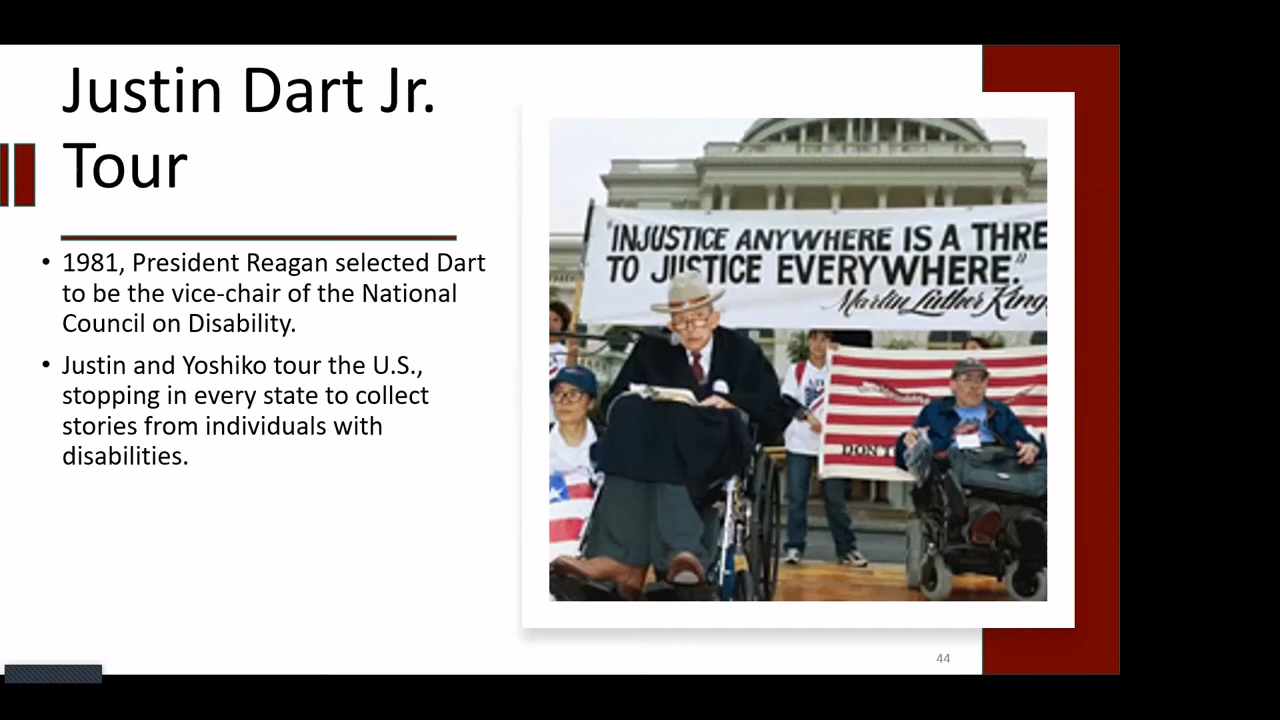 Justin Dart Jr.
Tour
• 1981, President Reagan selected Dart
to be the vice-chair of the National
Council on Disability.
• Justin and Yoshiko tour the U.S.,
stopping in every state to collect
stories from individuals with
disabilities.
"INJUSTICE ANYWHERE IS A THRE
TO JUSTICE EVERYWHERE."
Martin Luther King
DON'T
44